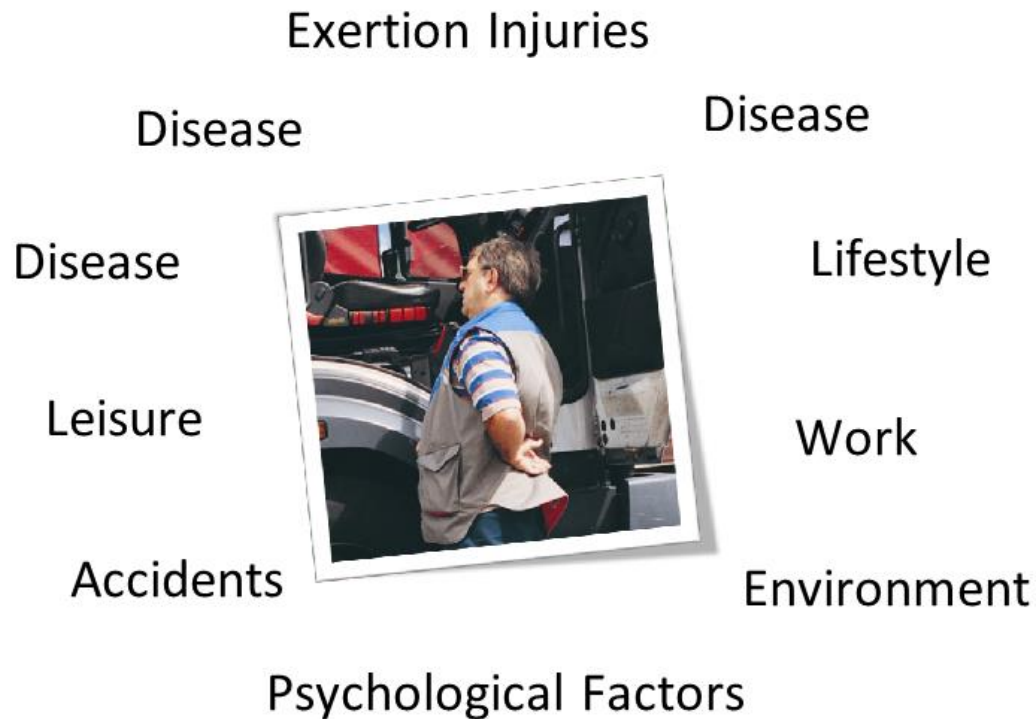 Exertion Injuries
Disease
Disease
Disease
Lifestyle
Leisure
Work
Accidents
Environment
Psychological Factors